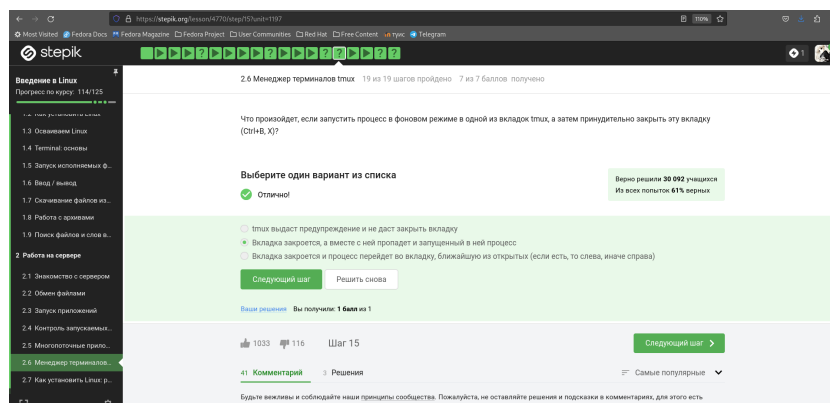 https://stepik.org/lesson/4770/step/15?unit=1197
110%
Most Visited Fedora Docs Fedora Magazine Fedora Project User Communities Red Hat Free Content Telegram
stepik
1
Введение в Linux
Прогресс по курсу: 114/125
1.3 Осваиваем Linux
1.4 Terminal: основы
1.5 Запуск исполняемых ф...
1.6 Ввод / вывод
1.7 Скачивание файлов из...
1.8 Работа с архивами
1.9 Поиск файлов и слов в...
2 Работа на сервере
2.1 Знакомство с сервером
2.2 Обмен файлами
2.3 Запуск приложений
2.4 Контроль запускаемых...
2.5 Многопоточные прило...
2.6 Менеджер терминалов...
2.7 Как установить Linux: р...
2.6 Менеджер терминалов tmux 19 из 19 шагов пройдено 7 из 7 баллов получено
Что произойдет, если запустить процесс в фоновом режиме в одной из вкладок tmux, а затем принудительно закрыть эту вкладку
(Ctrl+B, X)?
Выберите один вариант из списка
Отлично!
Верно решили 30 092 учащихся
Из всех попыток 61% верных
tmux выдаст предупреждение и не даст закрыть вкладку
Вкладка закроется, а вместе с ней пропадет и запущенный в ней процесс
Вкладка закроется и процесс перейдет во вкладку, ближайшую из открытых (если есть, то слева, иначе справа)
Следующий шаг Решить снова
Ваши решения Вы получили: 1 балл из 1
1033 116 Шаг 15 Следующий шаг
41 Комментарий 3 Решения Самые популярные
Будьте вежливы и соблюдайте наши принципы сообщества. Пожалуйста, не оставляйте решения и подсказки в комментариях, для этого есть